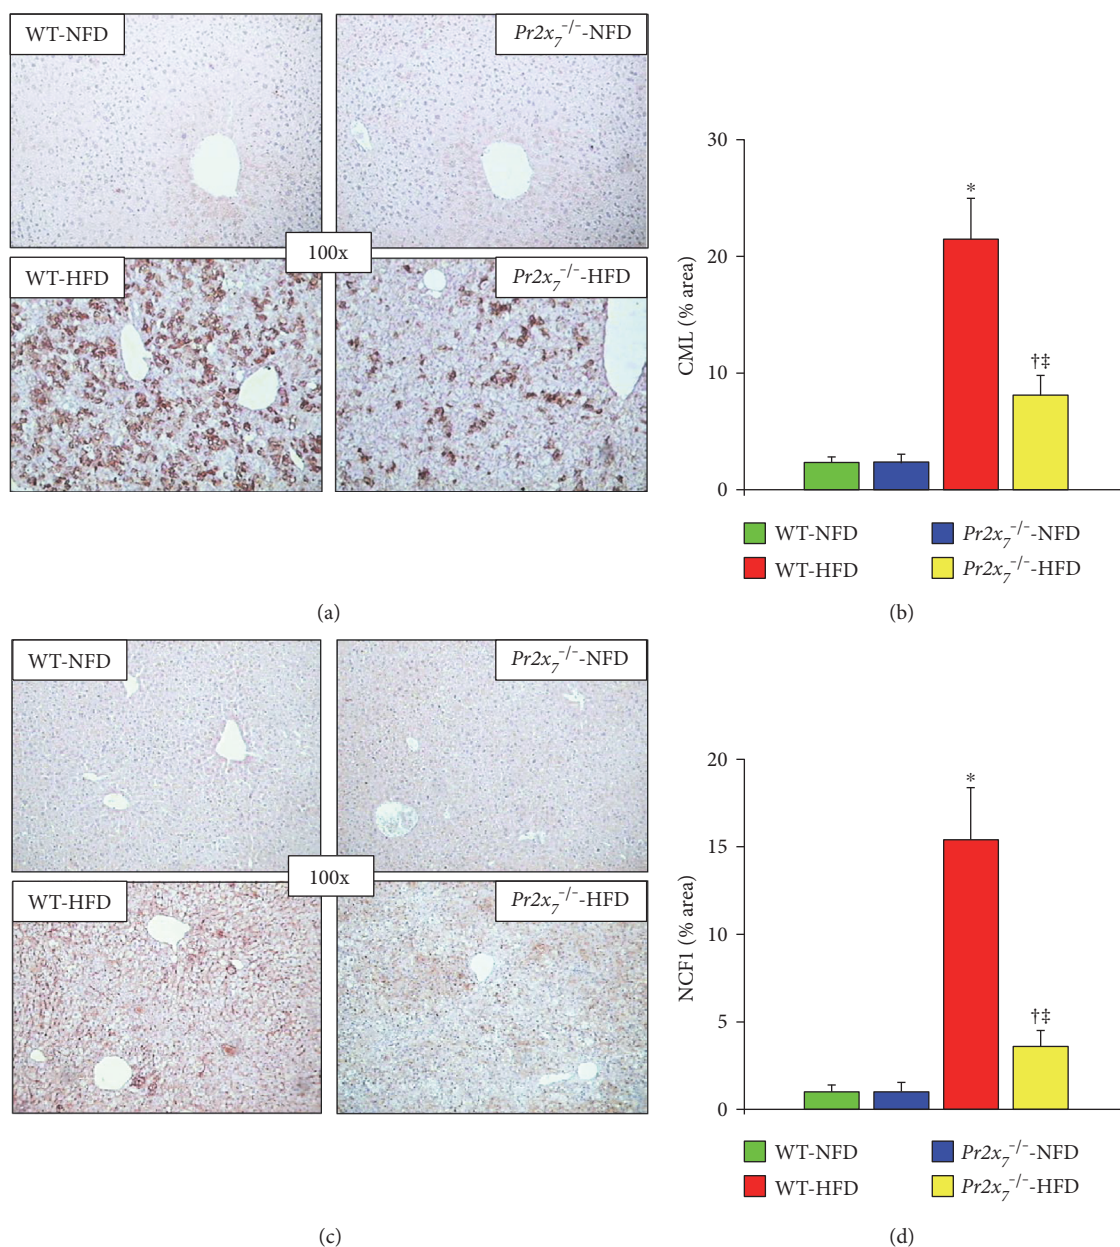 WT-NFD
Pr2x₇⁻/⁻-NFD
100x
WT-HFD
Pr2x₇⁻/⁻-HFD
(a)
30
20
10
0
CML (% area)
*
†‡
WT-NFD
Pr2x₇⁻/⁻-NFD
WT-HFD
Pr2x₇⁻/⁻-HFD
(b)
WT-NFD
Pr2x₇⁻/⁻-NFD
100x
WT-HFD
Pr2x₇⁻/⁻-HFD
(c)
20
15
10
5
0
NCF1 (% area)
*
†‡
WT-NFD
Pr2x₇⁻/⁻-NFD
WT-HFD
Pr2x₇⁻/⁻-HFD
(d)